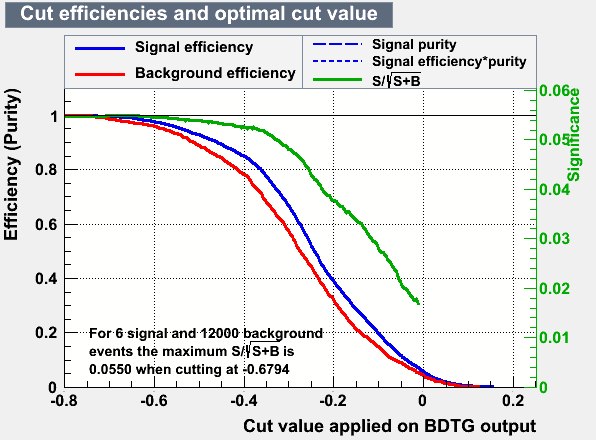 Cut efficiencies and optimal cut value
Signal efficiency
Background efficiency
Signal purity
Signal efficiency*purity
S/√S+B
Efficiency (Purity)
1
0.8
0.6
0.4
0.2
0
0.06
0.05
0.04
0.03
0.02
0.01
0
Significance
For 6 signal and 12000 background
events the maximum S/√S+B is
0.0550 when cutting at -0.6794
-0.8 -0.6 -0.4 -0.2 0 0.2
Cut value applied on BDTG output